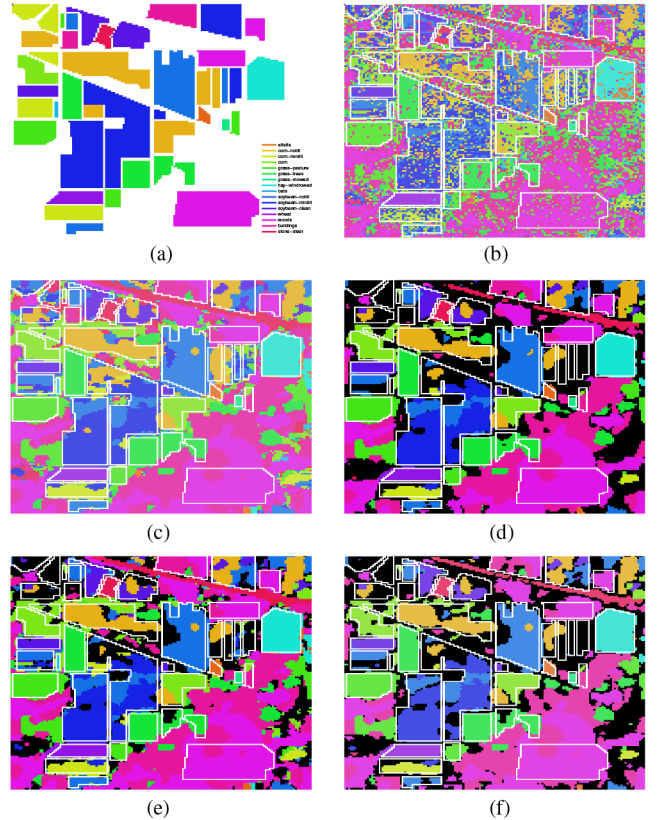 alfalfa
corn-notill
corn-mintill
corn
grass-pasture
grass-trees
grass-mowed
hay-windrowed
oats
soybean-notill
soybean-mintill
soybean-clean
wheat
woods
buildings
stone-steel
(a)
(b)
(c)
(d)
(e)
(f)